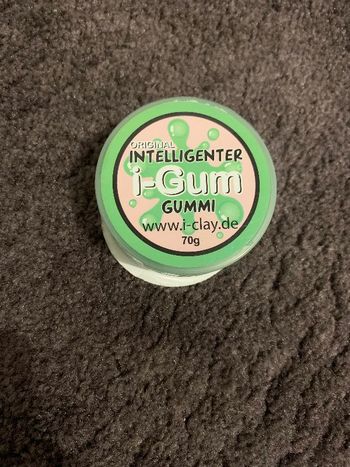 ORIGINAL
INTELLIGENTER
i-Gum
GUMMI
www.i-clay.de
70g